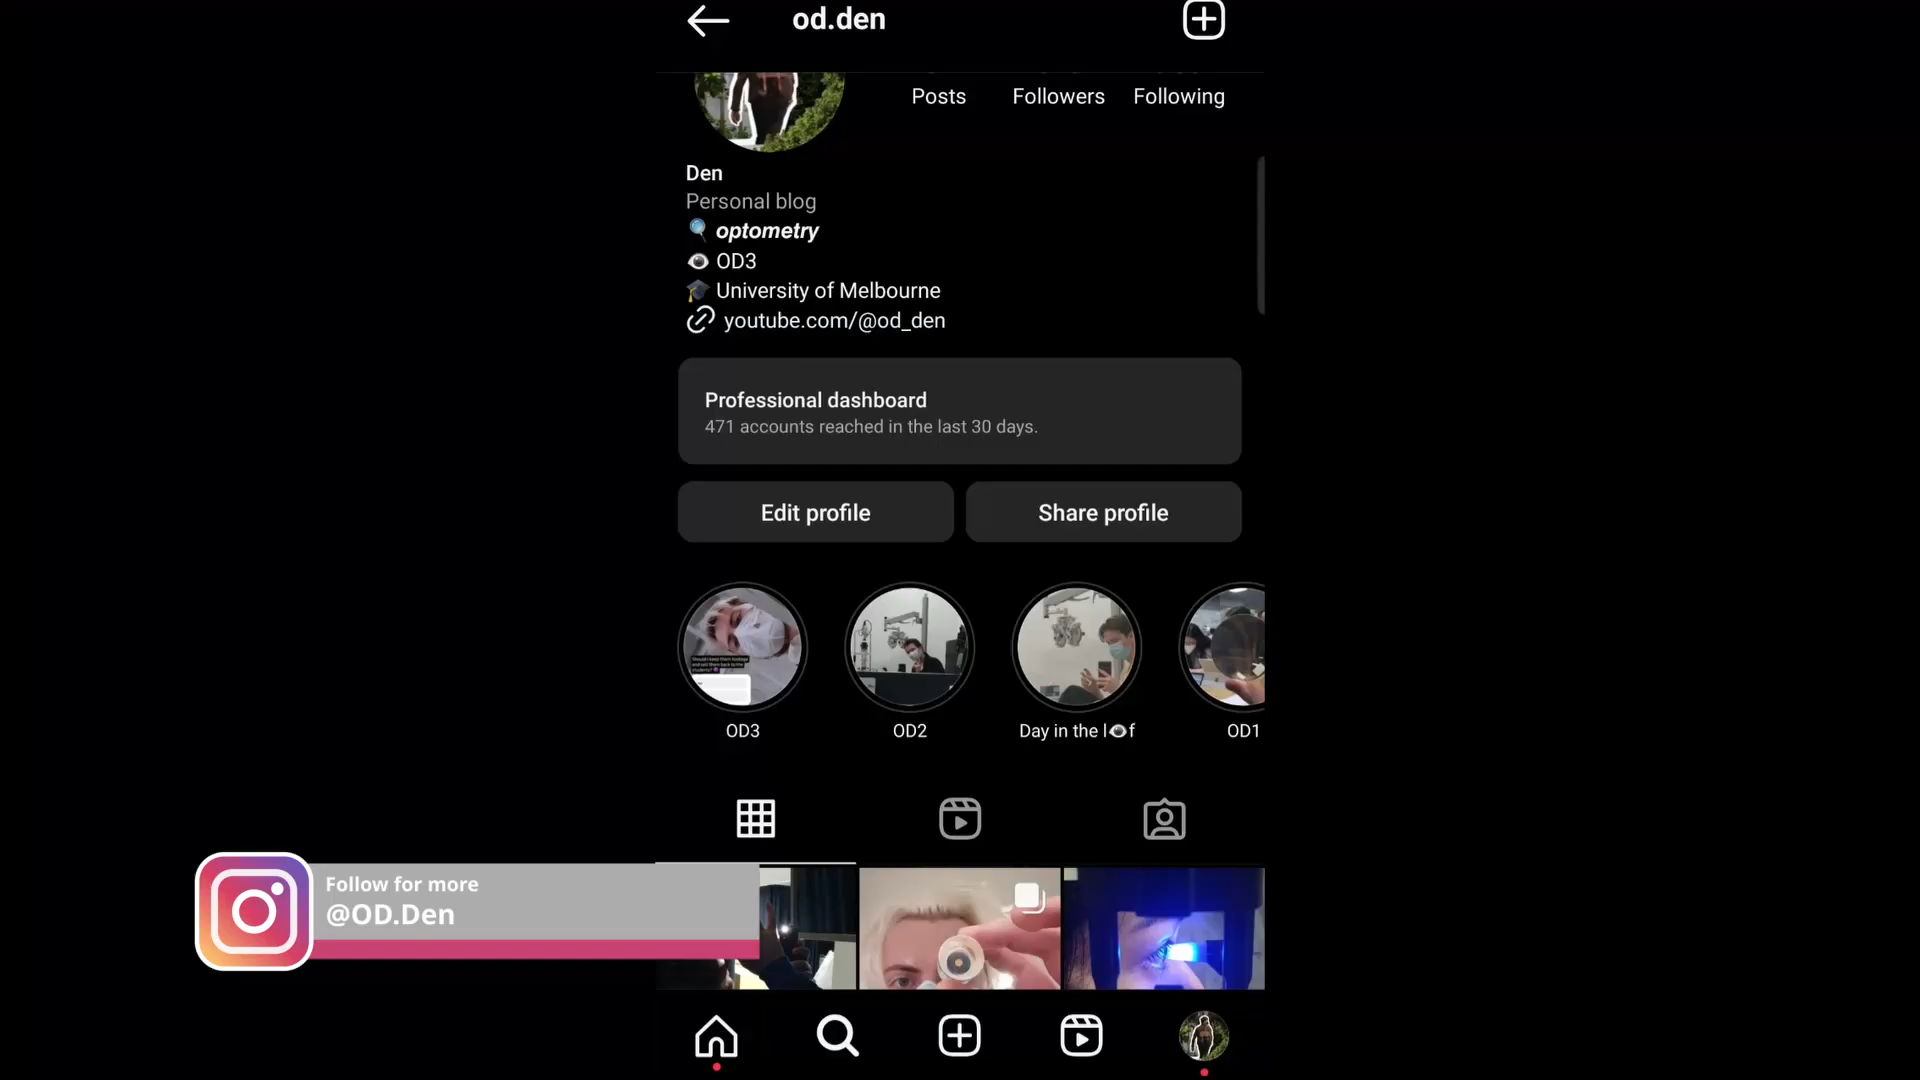 od.den
Posts Followers Following
Den
Personal blog
optometry
OD3
University of Melbourne
youtube.com/@od_den
Professional dashboard
471 accounts reached in the last 30 days.
Edit profile Share profile
OD3 OD2 Day in the l👁f OD1
Follow for more
@OD.Den